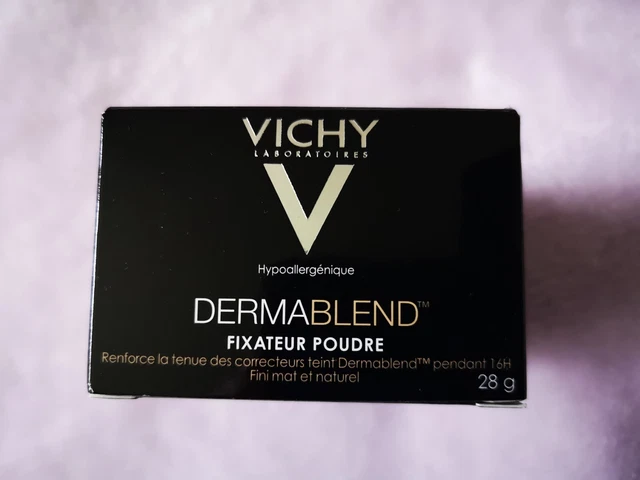 VICHY
LABORATOIRES
V
Hypoallergénique
DERMABLEND™
FIXATEUR POUDRE
Renforce la tenue des correcteurs teint Dermablend™ pendant 16H
Fini mat et naturel
28 g